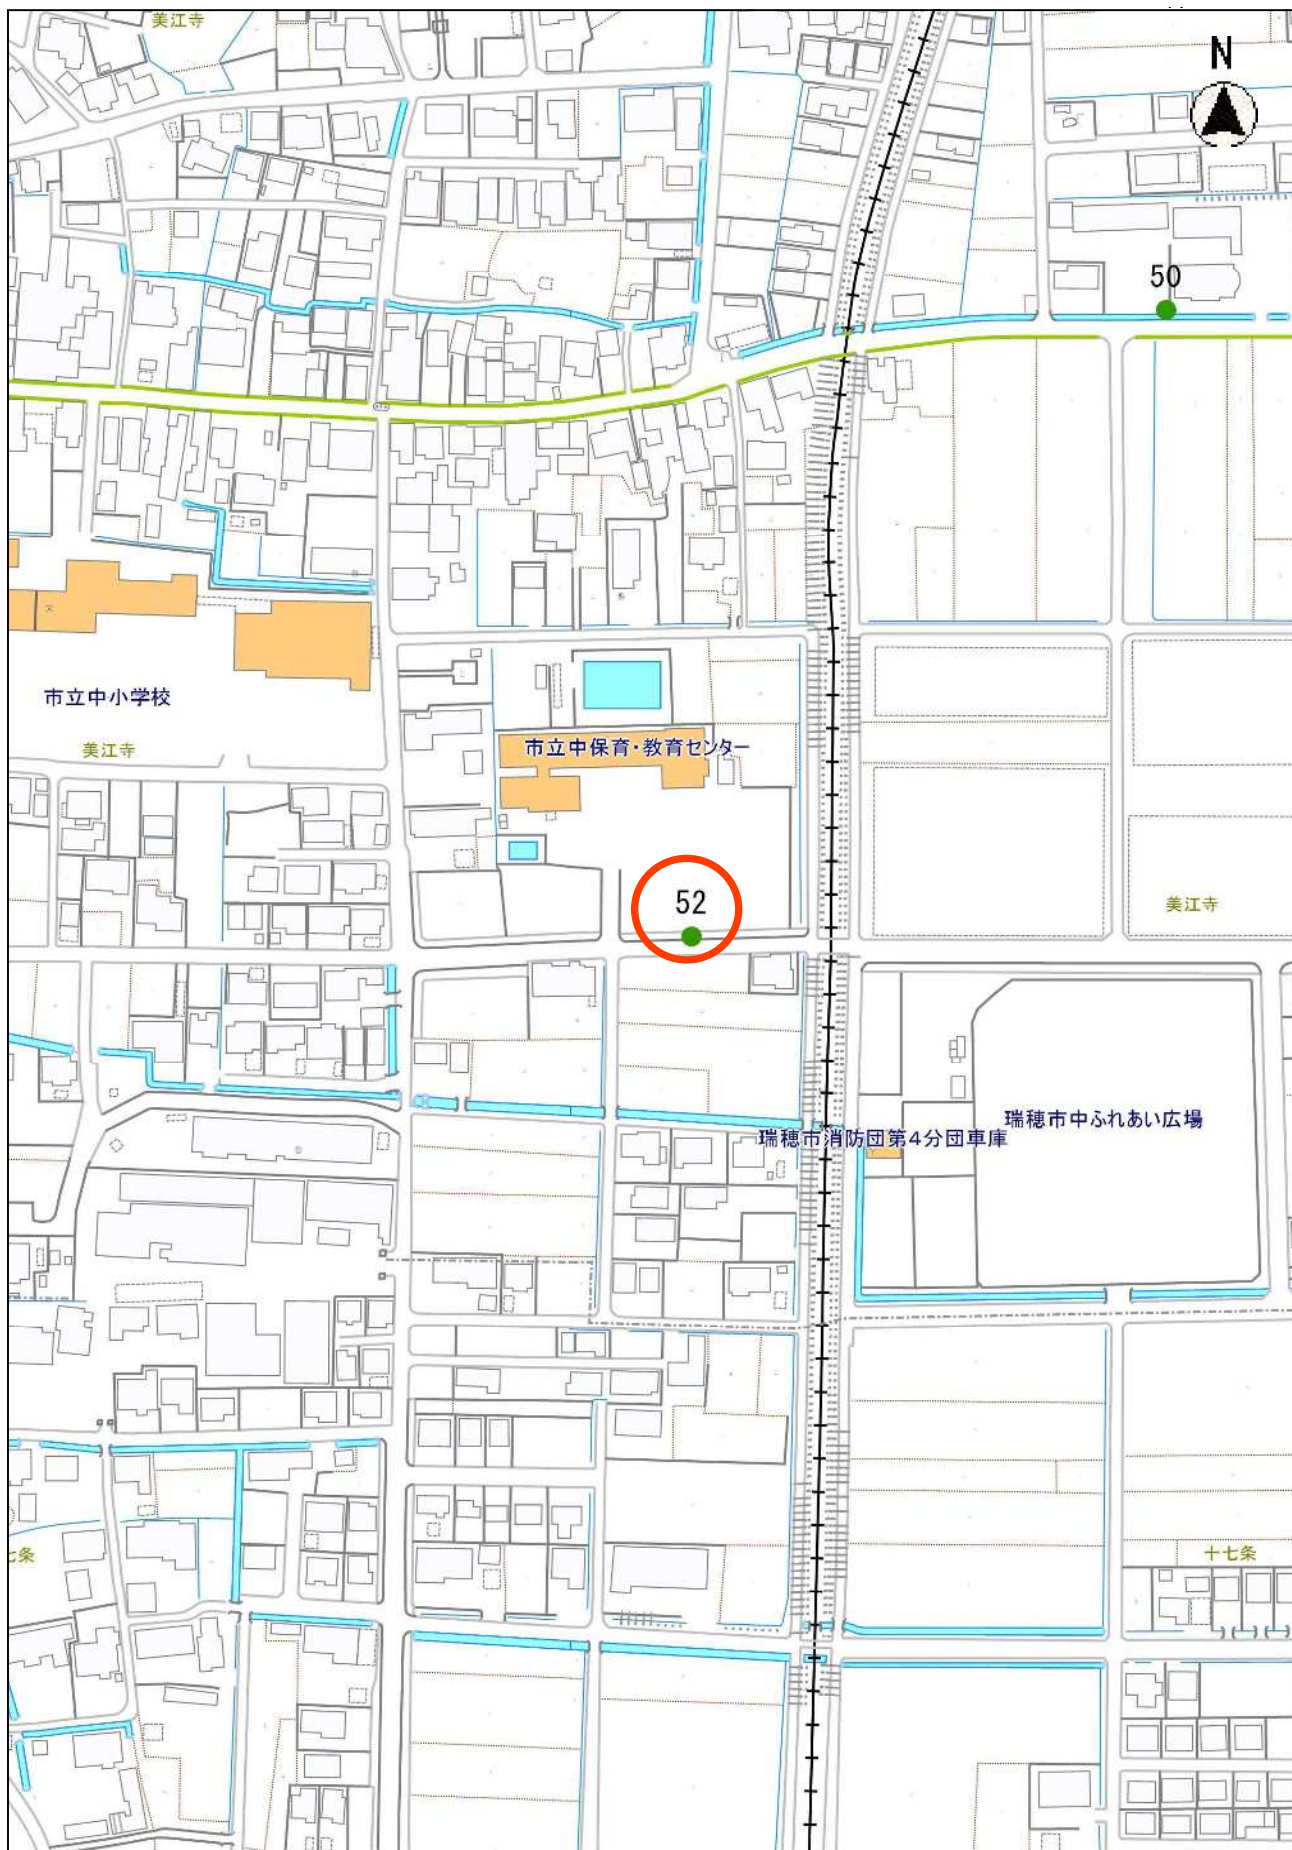 美江寺
N
50
市立中小学校
美江寺
市立中保育・教育センター
52
美江寺
瑞穂市中ふれあい広場
瑞穂市消防団第4分団車庫
七条
十七条